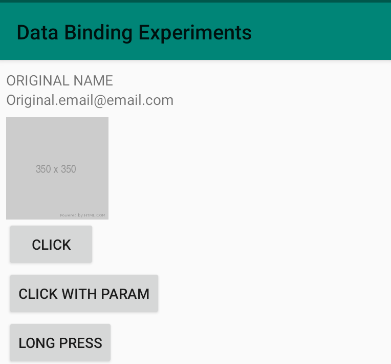 Data Binding Experiments
ORIGINAL NAME
Original.email@email.com
350 x 350
CLICK
CLICK WITH PARAM
LONG PRESS